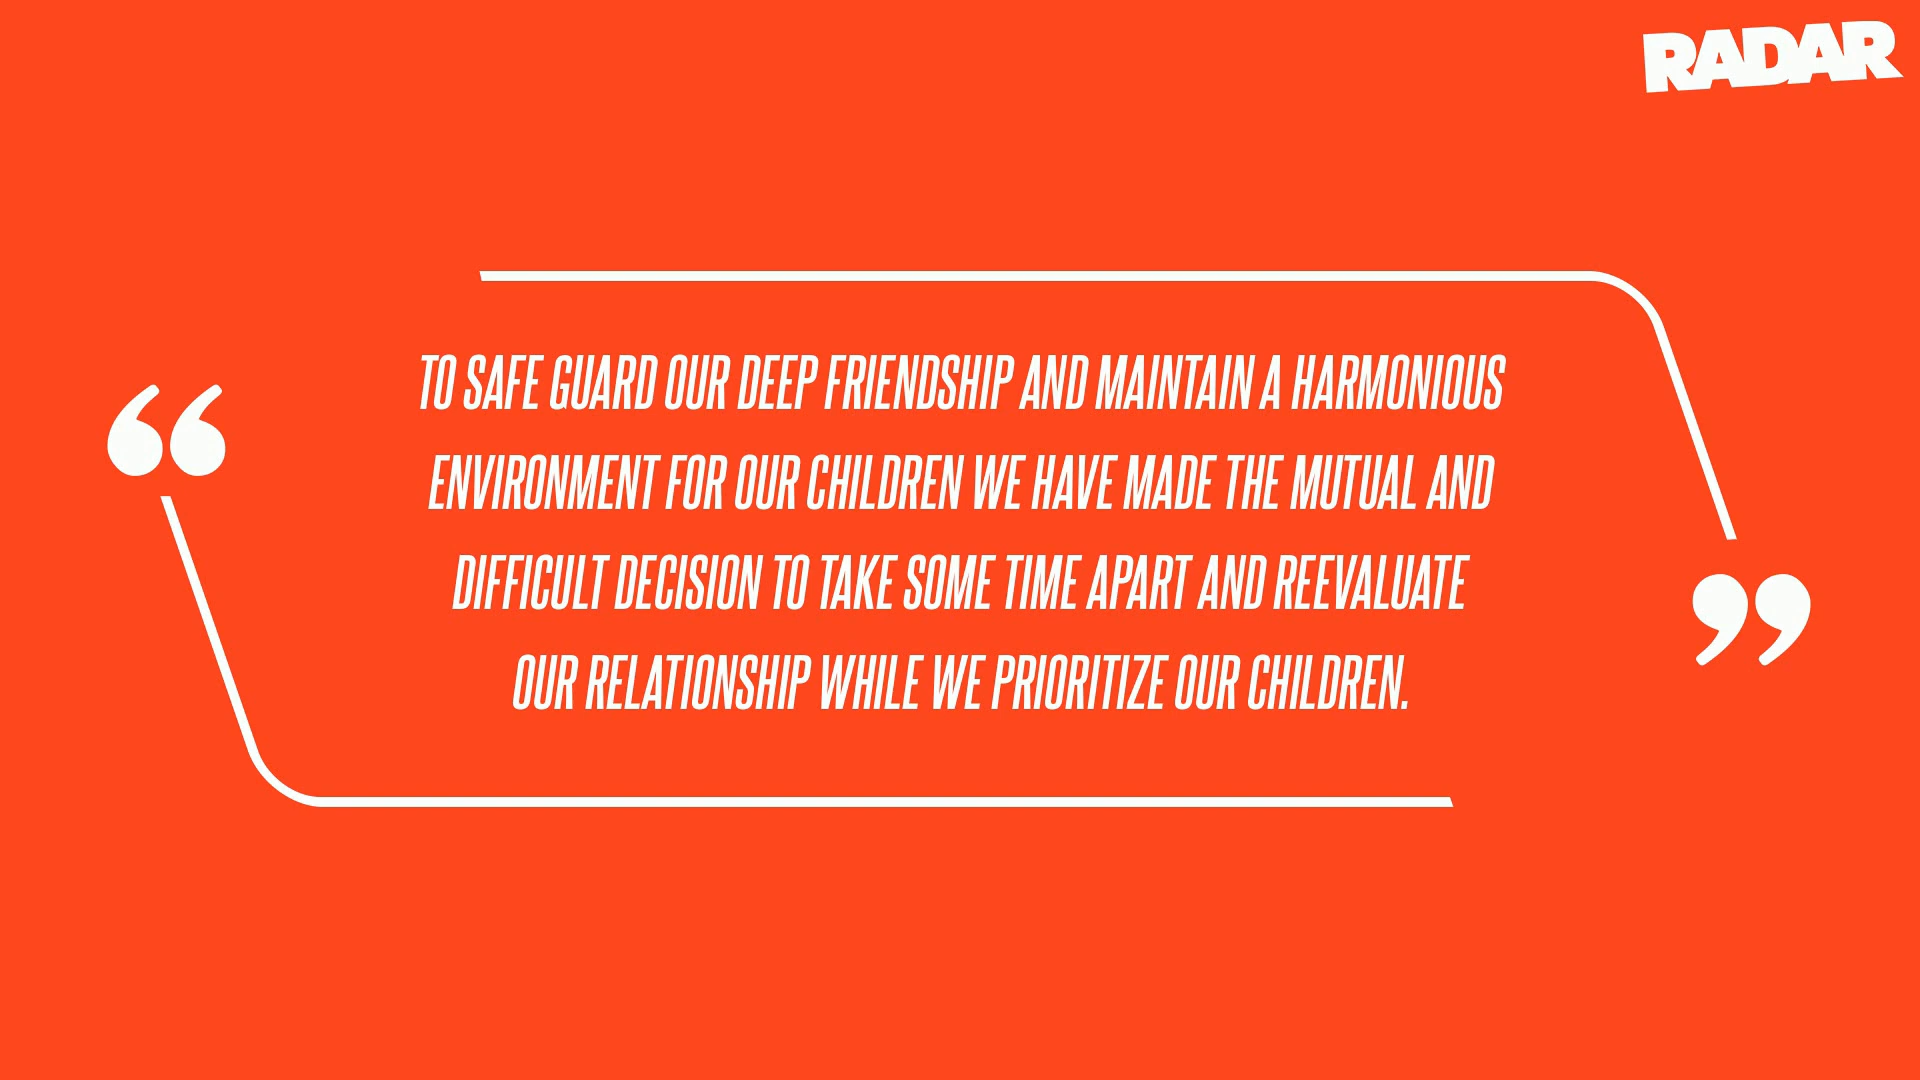 RADAR
“
TO SAFE GUARD OUR DEEP FRIENDSHIP AND MAINTAIN A HARMONIOUS
ENVIRONMENT FOR OUR CHILDREN WE HAVE MADE THE MUTUAL AND
DIFFICULT DECISION TO TAKE SOME TIME APART AND REEVALUATE
OUR RELATIONSHIP WHILE WE PRIORITIZE OUR CHILDREN.
”